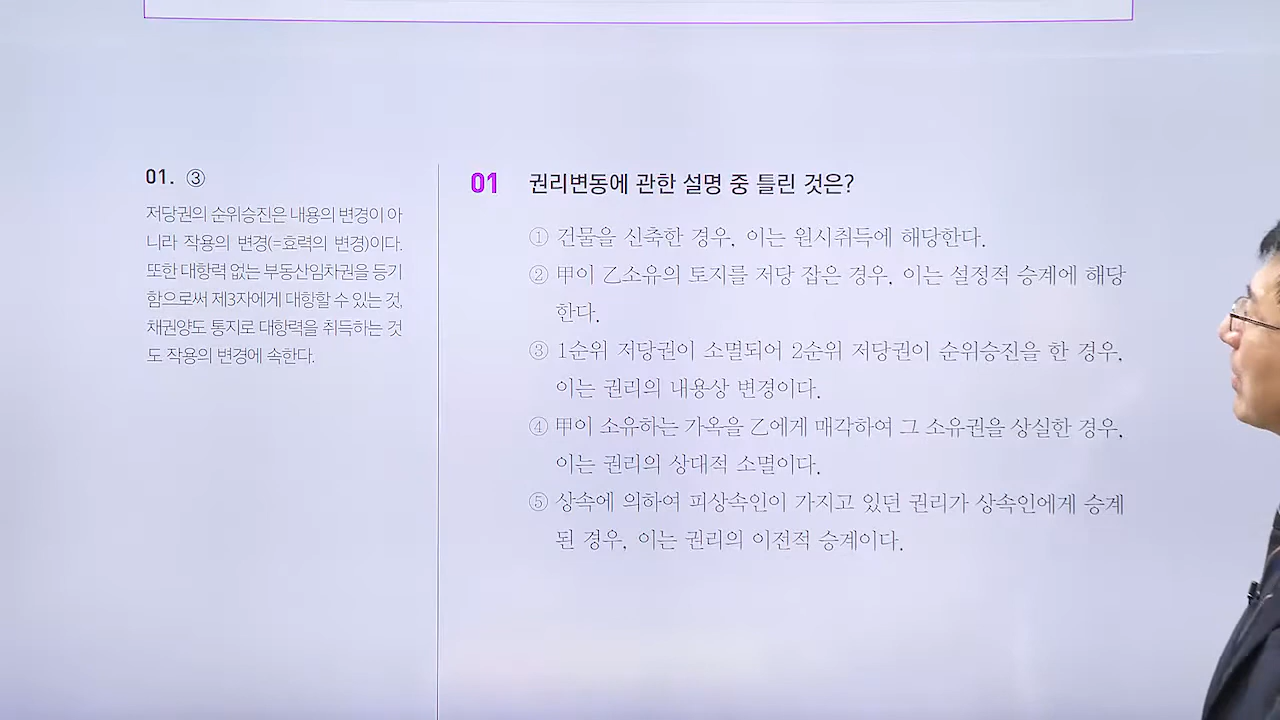 01. ③
저당권의 순위승진은 내용의 변경이 아
니라 작용의 변경(=효력의 변경)이다.
또한 대항력 없는 부동산임차권을 등기
함으로써 제3자에게 대항할 수 있는 것,
채권양도 통지로 대항력을 취득하는 것
도 작용의 변경에 속한다.
01 권리변동에 관한 설명 중 틀린 것은?
① 건물을 신축한 경우, 이는 원시취득에 해당한다.
② 甲이 乙소유의 토지를 저당 잡은 경우, 이는 설정적 승계에 해당
한다.
③ 1순위 저당권이 소멸되어 2순위 저당권이 순위승진을 한 경우,
이는 권리의 내용상 변경이다.
④ 甲이 소유하는 가옥을 乙에게 매각하여 그 소유권을 상실한 경우,
이는 권리의 상대적 소멸이다.
⑤ 상속에 의하여 피상속인이 가지고 있던 권리가 상속인에게 승계
된 경우, 이는 권리의 이전적 승계이다.